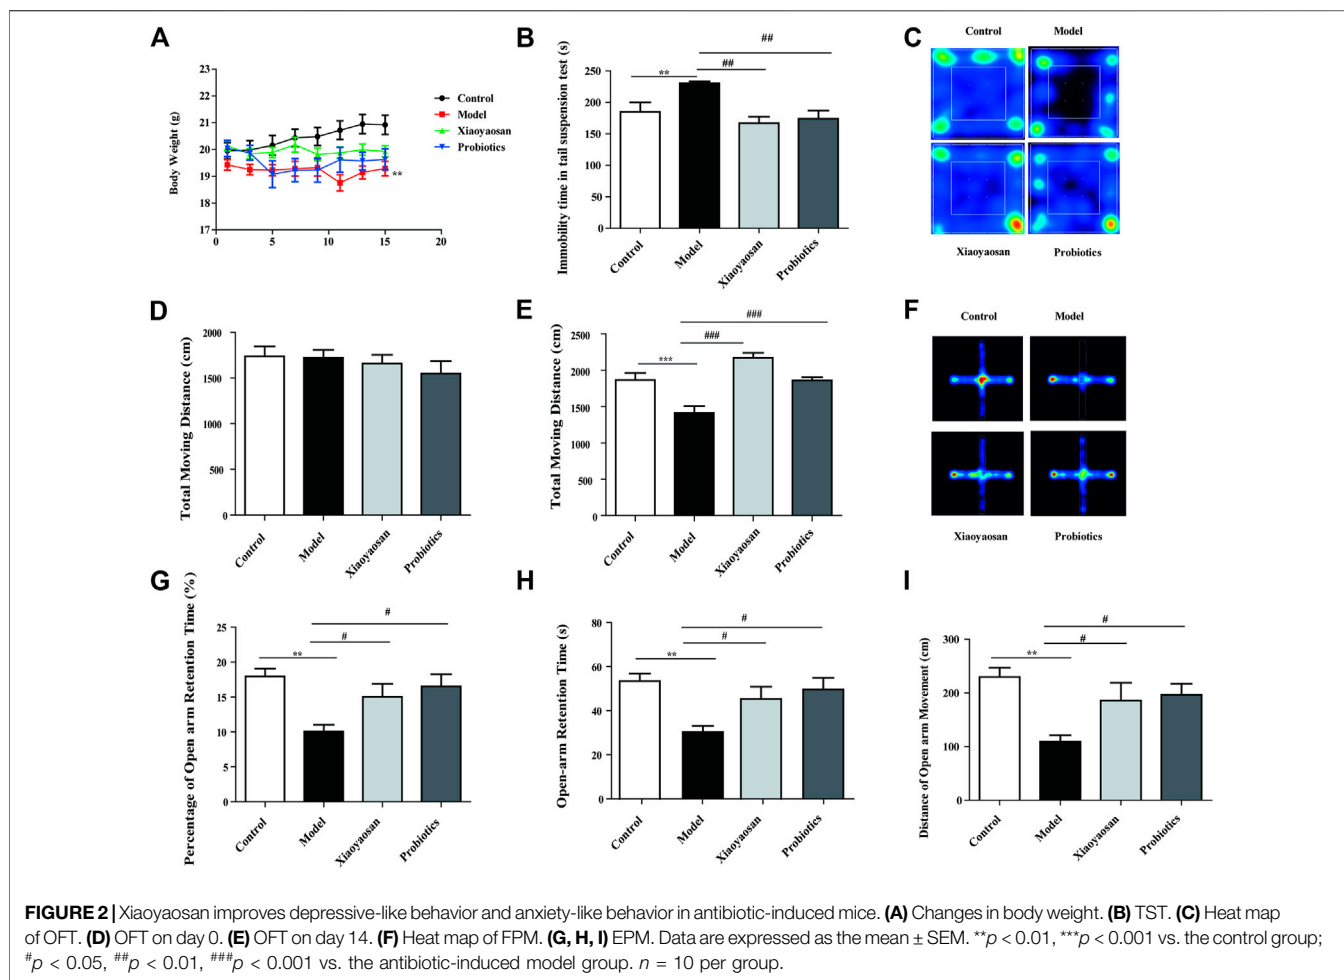 A
Body Weight (g)
23
22
21
20
19
18
17
0
5
10
15
20
Control
Model
Xiaoyaosan
Probiotics
**
B
Immobility time in tail suspension test (s)
250
200
150
100
50
0
**
##
##
Control
Model
Xiaoyaosan
Probiotics
C
Control
Model
Xiaoyaosan
Probiotics
D
Total Moving Distance (cm)
2000
1500
1000
500
0
Control
Model
Xiaoyaosan
Probiotics
E
Total Moving Distance (cm)
2500
2000
1500
1000
500
0
***
###
###
Control
Model
Xiaoyaosan
Probiotics
F
Control
Model
Xiaoyaosan
Probiotics
G
Percentage of Open arm Retention Time (%)
25
20
15
10
5
0
**
#
#
Control
Model
Xiaoyaosan
Probiotics
H
Open-arm Retention Time (s)
80
60
40
20
0
**
#
#
Control
Model
Xiaoyaosan
Probiotics
I
Distance of Open arm Movement (cm)
300
200
100
0
**
#
#
Control
Model
Xiaoyaosan
Probiotics
FIGURE 2 | Xiaoyaosan improves depressive-like behavior and anxiety-like behavior in antibiotic-induced mice. (A) Changes in body weight. (B) TST. (C) Heat map
of OFT. (D) OFT on day 0. (E) OFT on day 14. (F) Heat map of FPM. (G, H, I) EPM. Data are expressed as the mean ± SEM. **p < 0.01, ***p < 0.001 vs. the control group;
#p < 0.05, ##p < 0.01, ###p < 0.001 vs. the antibiotic-induced model group. n = 10 per group.